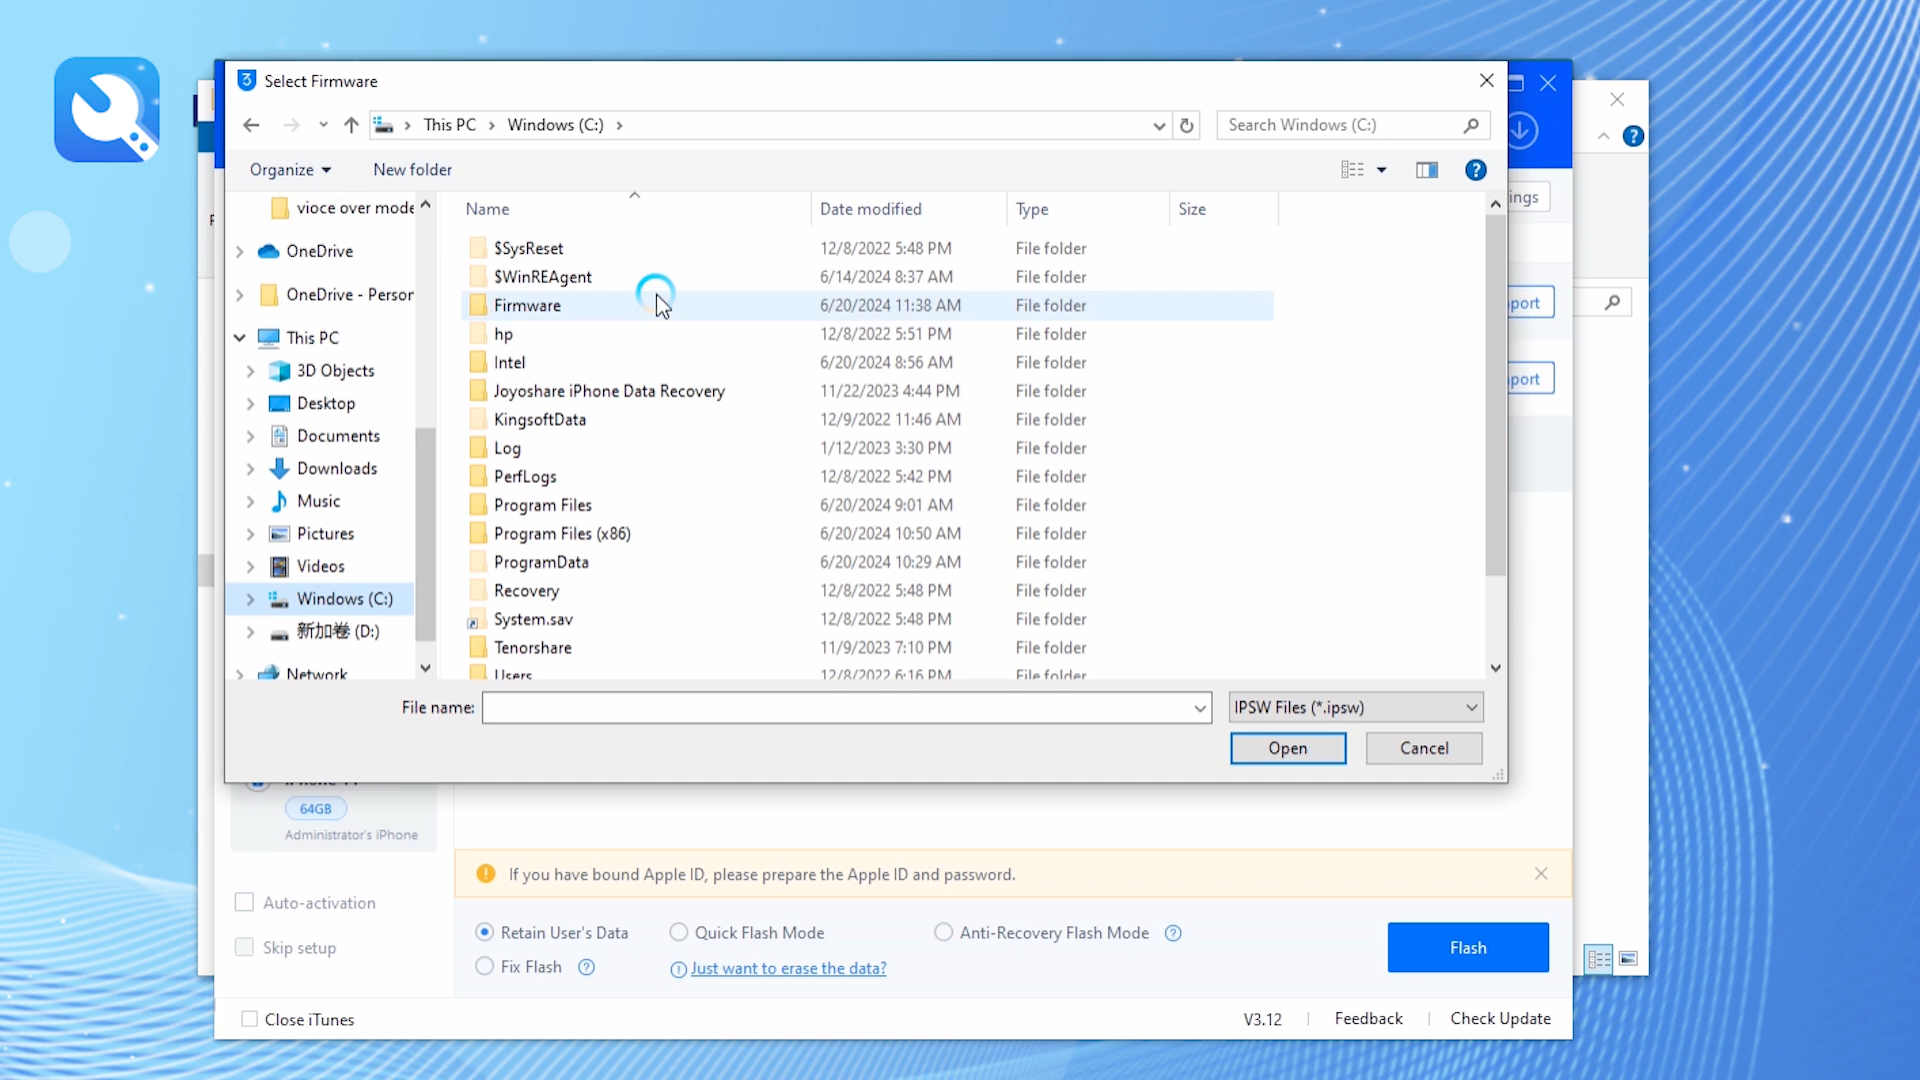 Select Firmware
This PC > Windows (C:) >
Search Windows (C:)
Organize
New folder
vioce over mode
OneDrive
OneDrive - Person
This PC
3D Objects
Desktop
Documents
Downloads
Music
Pictures
Videos
Windows (C:)
新加卷 (D:)
Network
Name Date modified Type Size
$SysReset 12/8/2022 5:48 PM File folder
$WinREAgent 6/14/2024 8:37 AM File folder
Firmware 6/20/2024 11:38 AM File folder
hp 12/8/2022 5:51 PM File folder
Intel 6/20/2024 8:56 AM File folder
Joyoshare iPhone Data Recovery 11/22/2023 4:44 PM File folder
KingsoftData 12/9/2022 11:46 AM File folder
Log 1/12/2023 3:30 PM File folder
PerfLogs 12/8/2022 5:42 PM File folder
Program Files 6/20/2024 9:01 AM File folder
Program Files (x86) 6/20/2024 10:50 AM File folder
ProgramData 6/20/2024 10:29 AM File folder
Recovery 12/8/2022 5:48 PM File folder
System.sav 12/8/2022 5:48 PM File folder
Tenorshare 11/9/2023 7:10 PM File folder
Users 12/8/2022 6:16 PM File folder
File name:
IPSW Files (*.ipsw)
Open
Cancel
ings
port
port
64GB
Administrator's iPhone
If you have bound Apple ID, please prepare the Apple ID and password.
Auto-activation
Skip setup
Retain User's Data
Quick Flash Mode
Anti-Recovery Flash Mode
Fix Flash
Just want to erase the data?
Flash
Close iTunes
V3.12
Feedback
Check Update